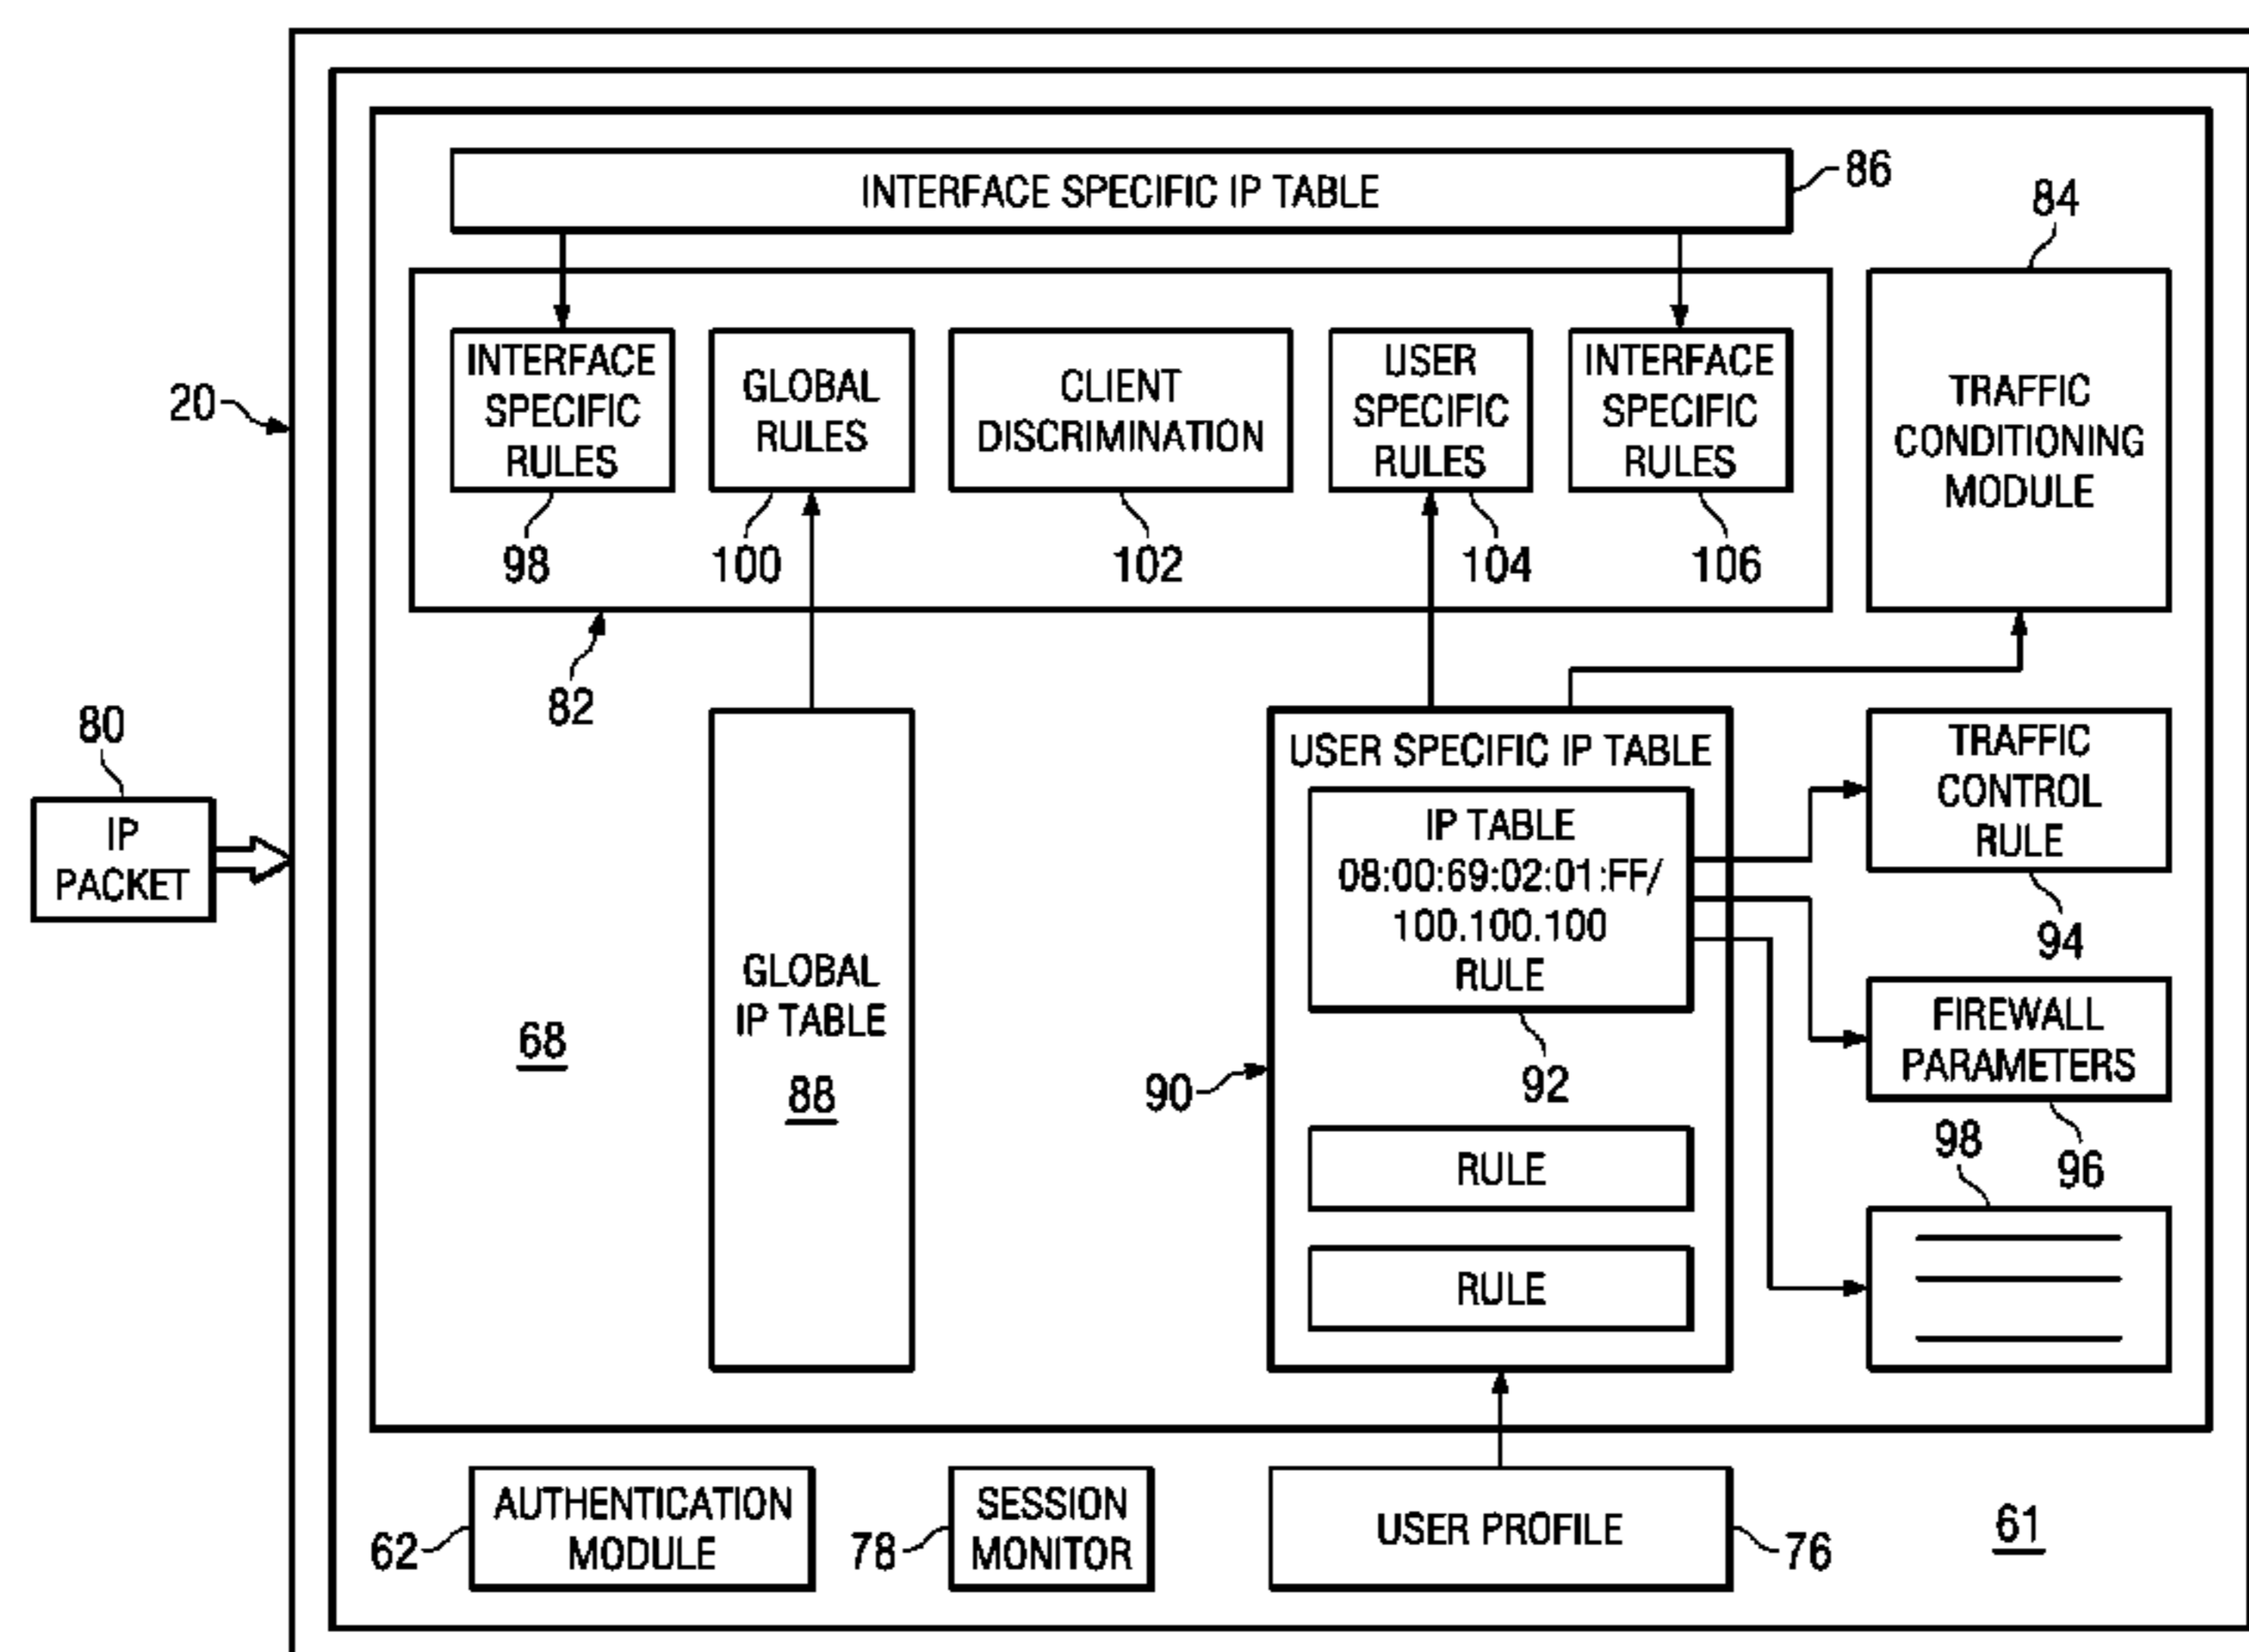 INTERFACE SPECIFIC IP TABLE
86
84
INTERFACE
SPECIFIC
RULES
98
GLOBAL
RULES
100
CLIENT
DISCRIMINATION
102
USER
SPECIFIC
RULES
104
INTERFACE
SPECIFIC
RULES
106
TRAFFIC
CONDITIONING
MODULE
20
82
80
IP
PACKET
68
GLOBAL
IP TABLE
88
90
USER SPECIFIC IP TABLE
IP TABLE
08:00:69:02:01:FF/
100.100.100
RULE
92
RULE
RULE
TRAFFIC
CONTROL
RULE
94
FIREWALL
PARAMETERS
96
98
62
AUTHENTICATION
MODULE
78
SESSION
MONITOR
USER PROFILE
76
61